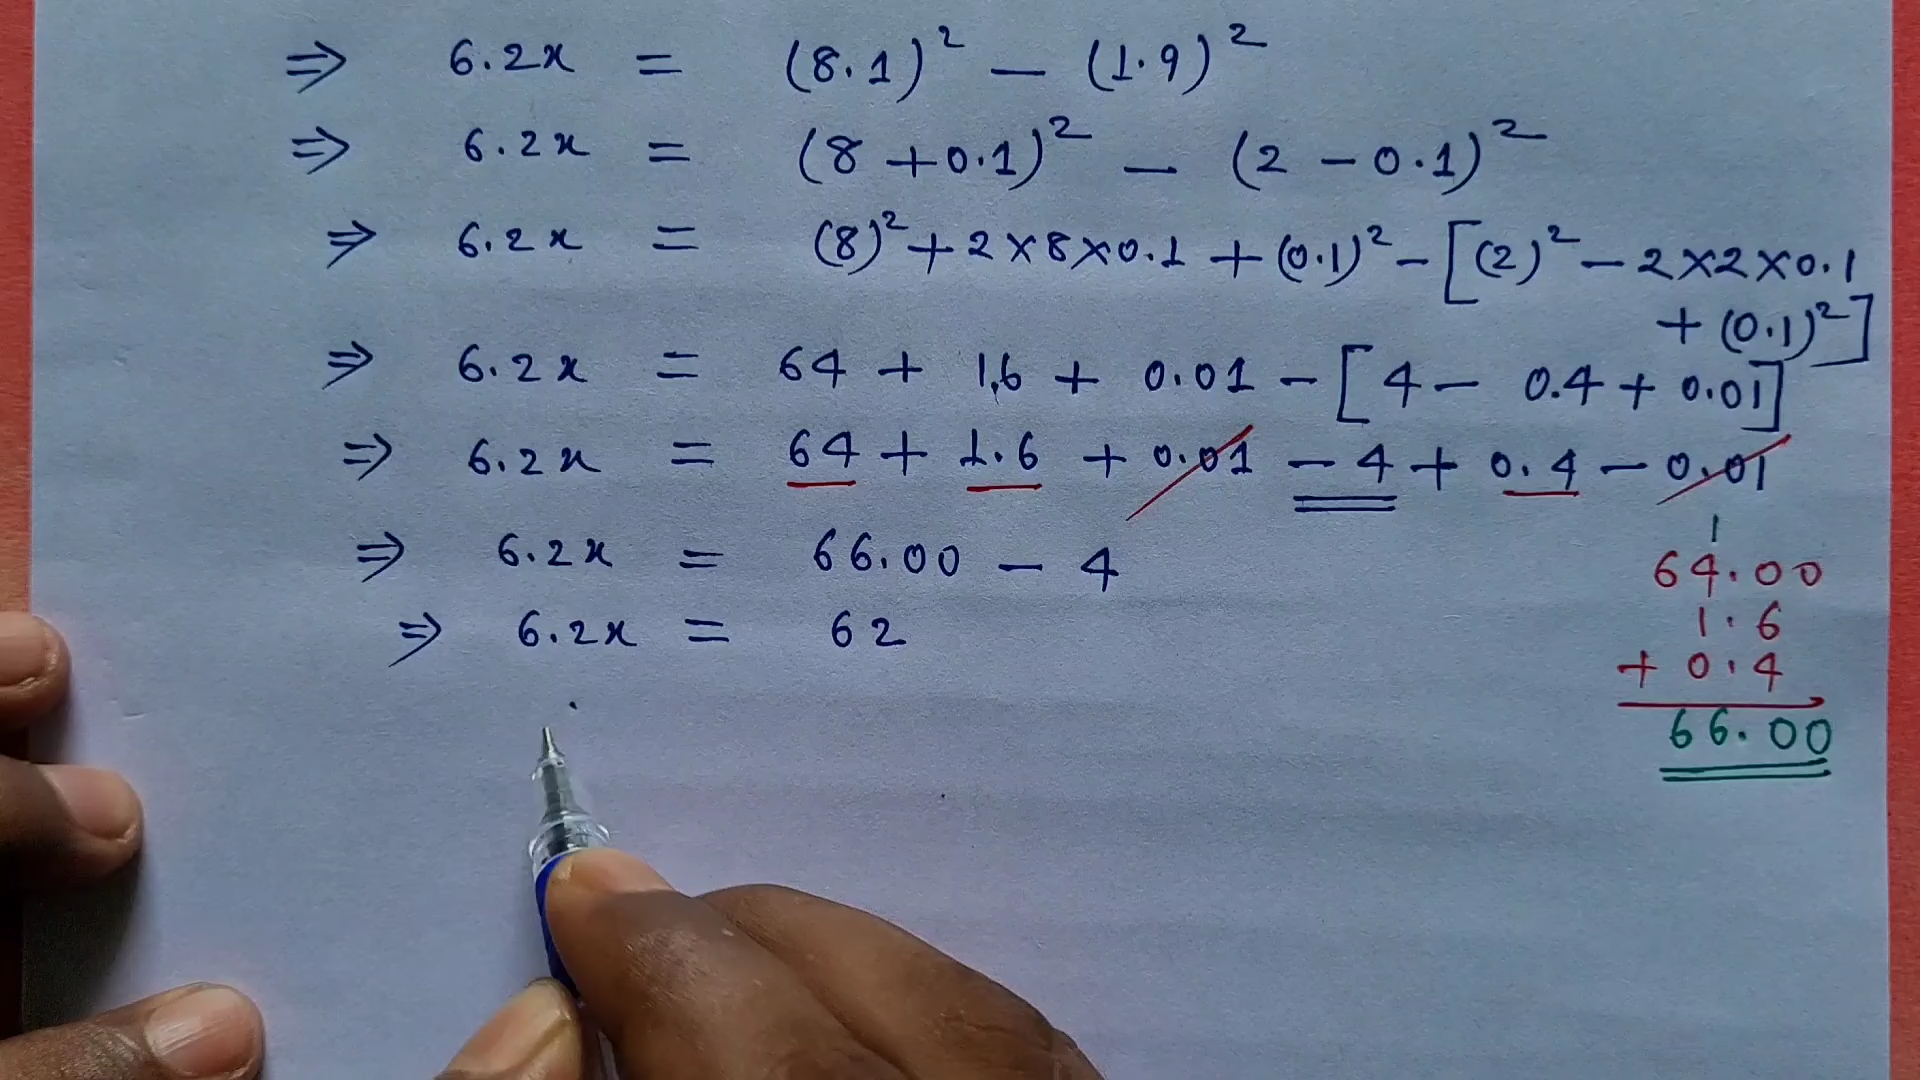 ⇒ 6.2x = (8.1)² − (1.9)²
⇒ 6.2x = (8 + 0.1)² − (2 − 0.1)²
⇒ 6.2x = (8)² + 2×8×0.1 + (0.1)² − [(2)² − 2×2×0.1
+ (0.1)²]
⇒ 6.2x = 64 + 1.6 + 0.01 − [4 − 0.4 + 0.01]
⇒ 6.2x = 64 + 1.6 + 0.01 − 4 + 0.4 − 0.01
⇒ 6.2x = 66.00 − 4
⇒ 6.2x = 62
1
64.00
1.6
+ 0.4
66.00